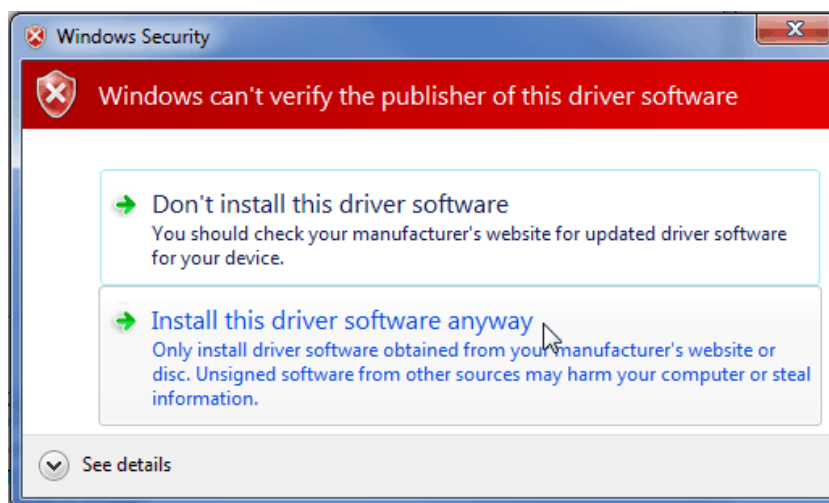 Windows Security
Windows can't verify the publisher of this driver software
Don't install this driver software
You should check your manufacturer's website for updated driver software
for your device.
Install this driver software anyway
Only install driver software obtained from your manufacturer's website or
disc. Unsigned software from other sources may harm your computer or steal
information.
See details